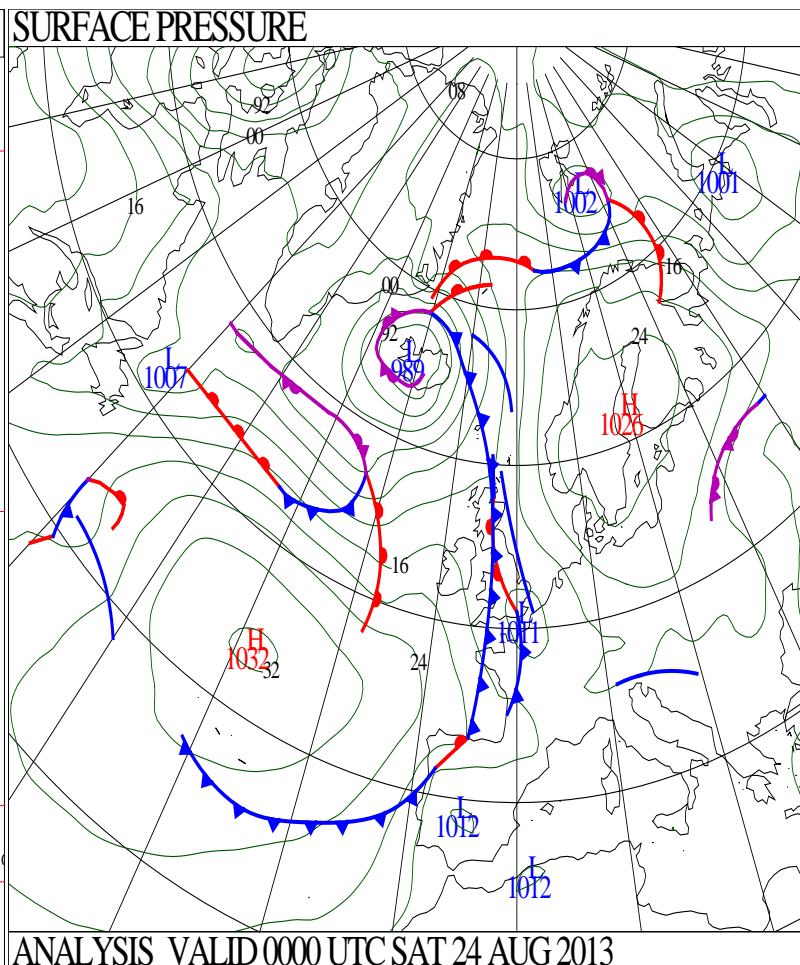 SURFACE PRESSURE
08
92
00
L
1001
L
1002
16
16
00
24
92
L
989
L
1007
H
1026
16
L
1011
H
1032
32
24
L
1012
L
1012
ANALYSIS VALID 0000 UTC SAT 24 AUG 2013